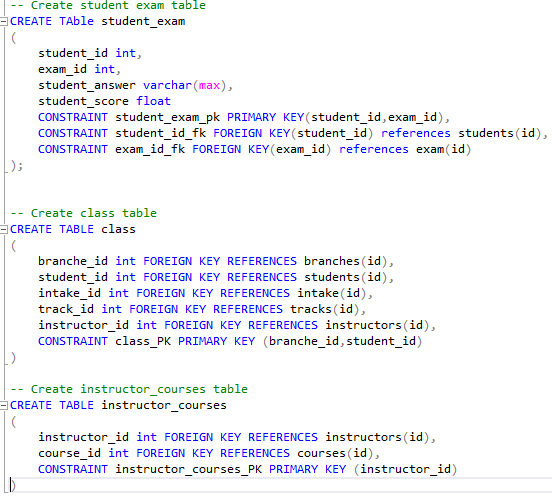 -- Create student exam table
CREATE TAble student_exam
(
student_id int,
exam_id int,
student_answer varchar(max),
student_score float
CONSTRAINT student_exam_pk PRIMARY KEY(student_id,exam_id),
CONSTRAINT student_id_fk FOREIGN KEY(student_id) references students(id),
CONSTRAINT exam_id_fk FOREIGN KEY(exam_id) references exam(id)
);
-- Create class table
CREATE TABLE class
(
branche_id int FOREIGN KEY REFERENCES branches(id),
student_id int FOREIGN KEY REFERENCES students(id),
intake_id int FOREIGN KEY REFERENCES intake(id),
track_id int FOREIGN KEY REFERENCES tracks(id),
instructor_id int FOREIGN KEY REFERENCES instructors(id),
CONSTRAINT class_PK PRIMARY KEY (branche_id,student_id)
)
-- Create instructor_courses table
CREATE TABLE instructor_courses
(
instructor_id int FOREIGN KEY REFERENCES instructors(id),
course_id int FOREIGN KEY REFERENCES courses(id),
CONSTRAINT instructor_courses_PK PRIMARY KEY (instructor_id)
)